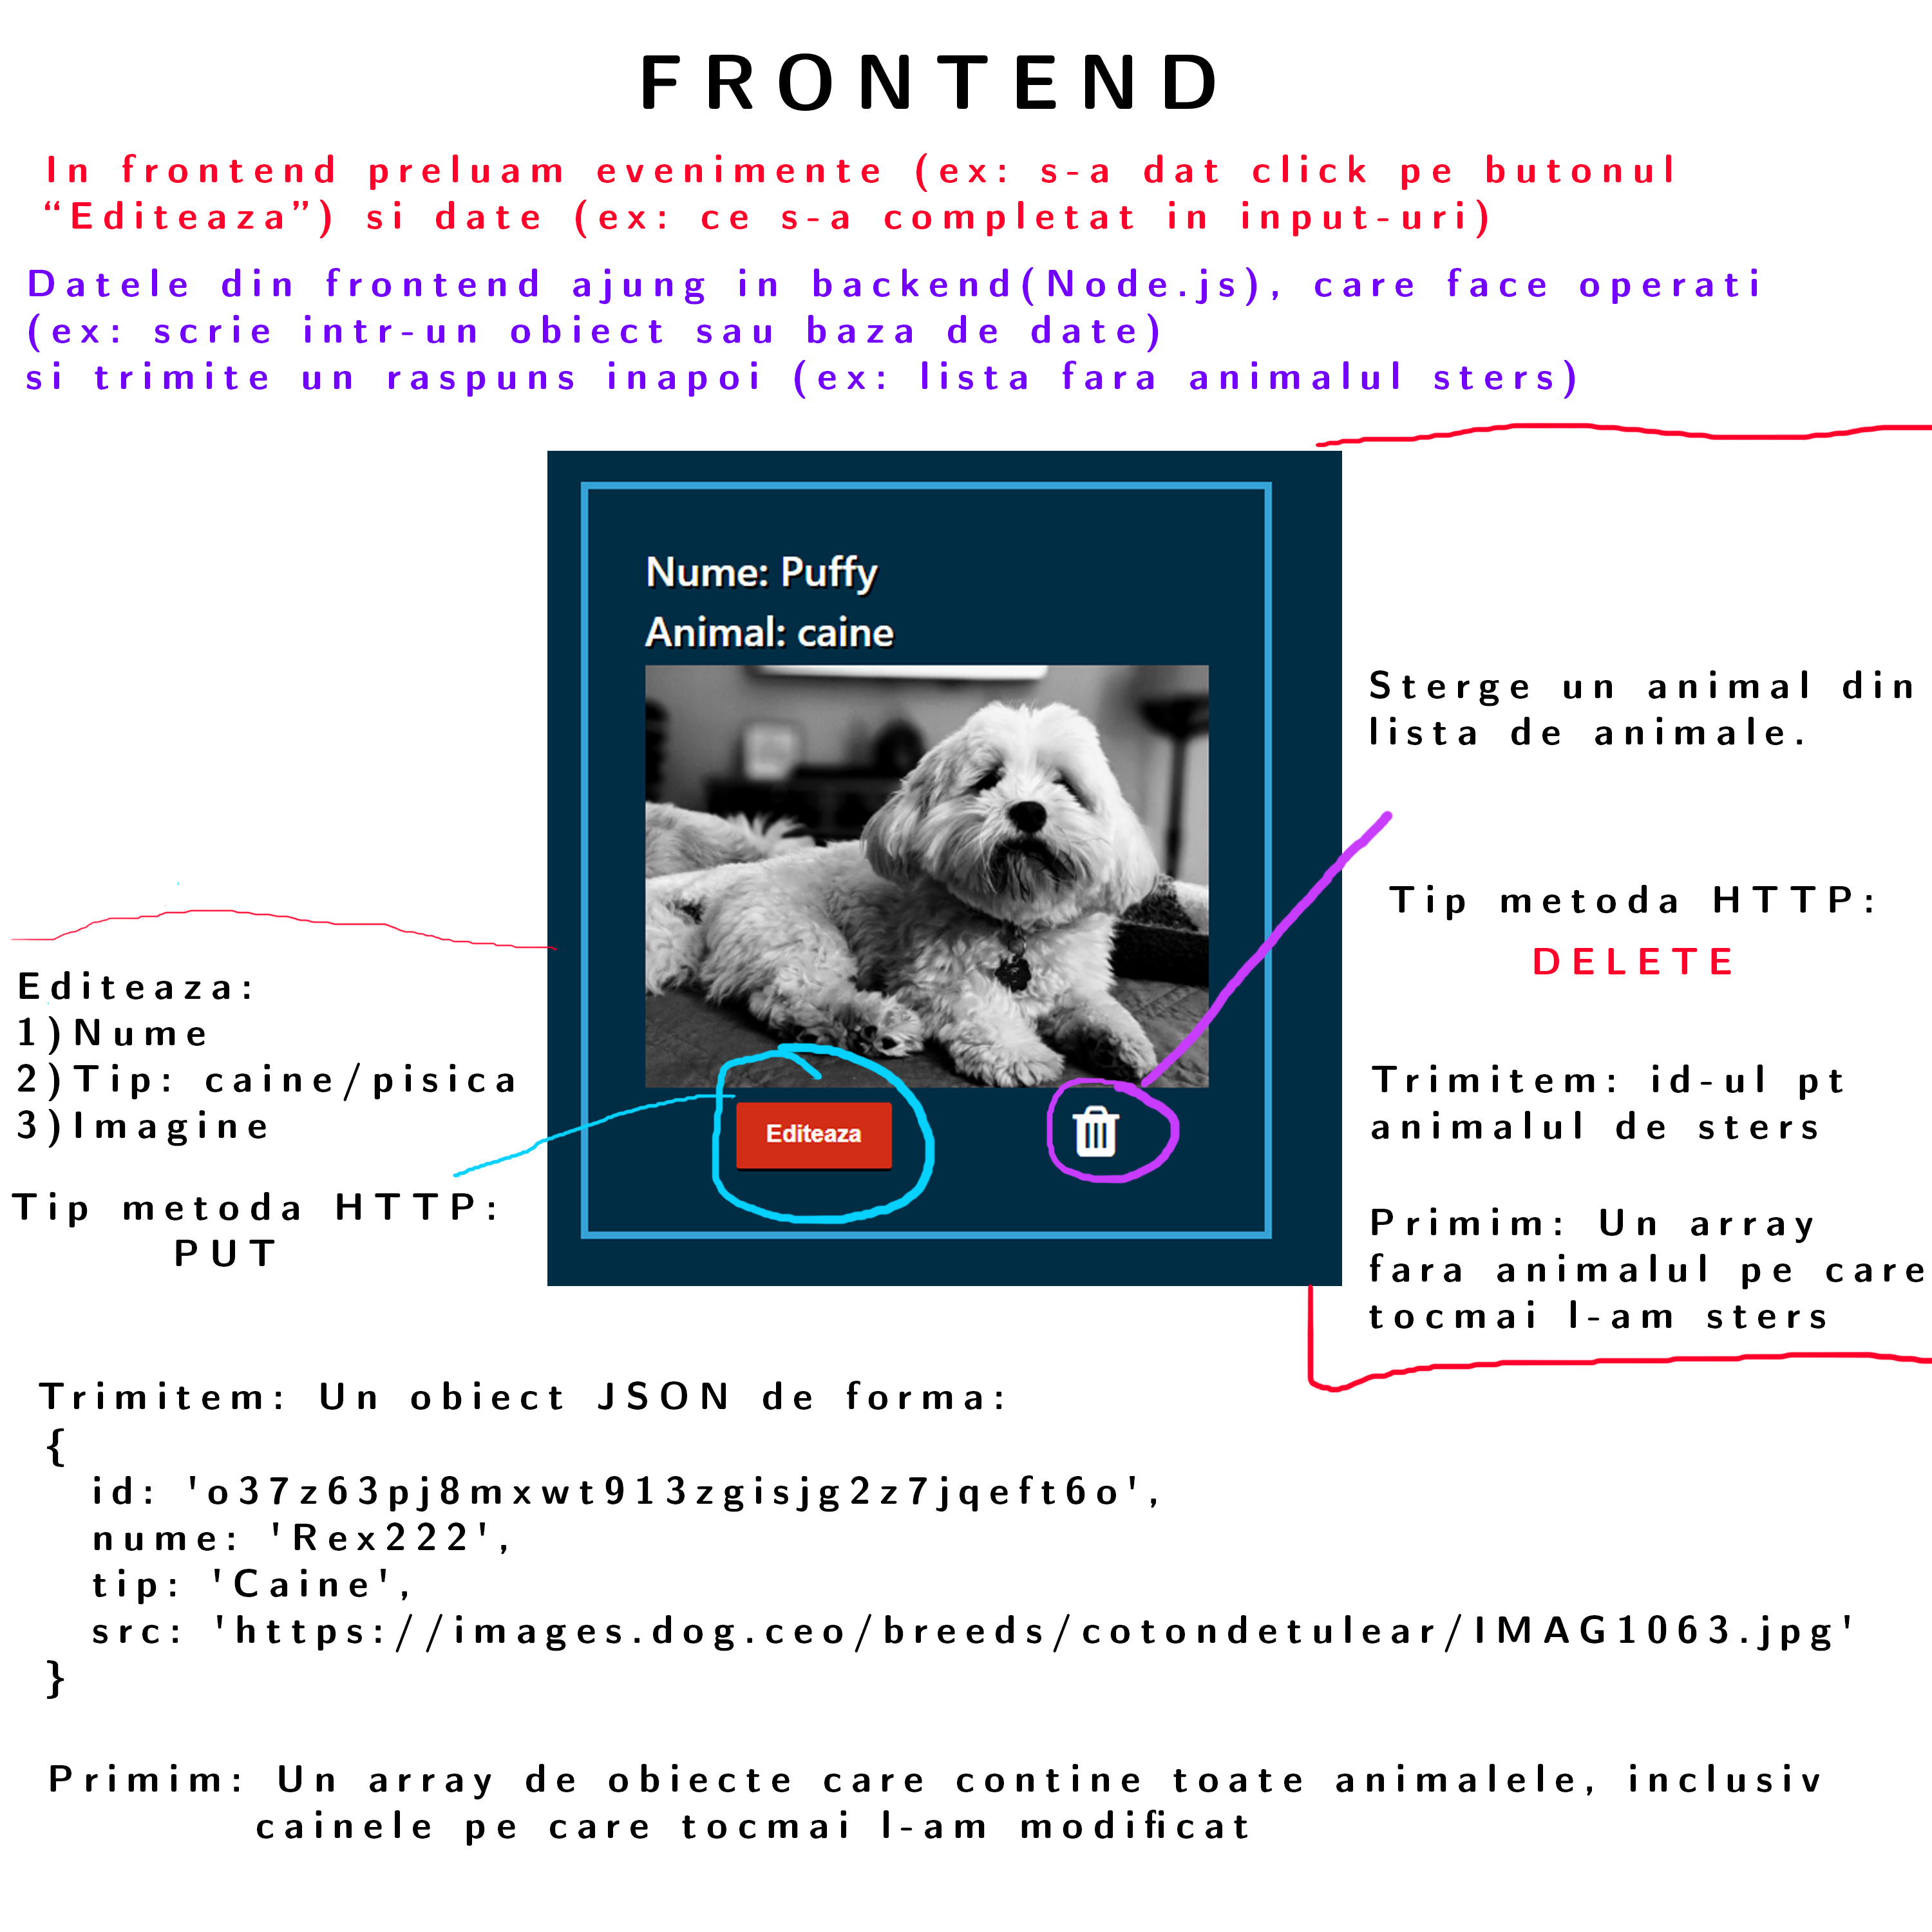 FRONTEND
In frontend preluam evenimente (ex: s-a dat click pe butonul
“Editeaza”) si date (ex: ce s-a completat in input-uri)
Datele din frontend ajung in backend(Node.js), care face operati
(ex: scrie intr-un obiect sau baza de date)
si trimite un raspuns inapoi (ex: lista fara animalul sters)
Nume: Puffy
Animal: caine
Editeaza
Sterge un animal din
lista de animale.
Tip metoda HTTP:
DELETE
Trimitem: id-ul pt
animalul de sters
Primim: Un array
fara animalul pe care
tocmai l-am sters
Editeaza:
1)Nume
2)Tip: caine/pisica
3)Imagine
Tip metoda HTTP:
PUT
Trimitem: Un obiect JSON de forma:
{
id: 'o37z63pj8mxwt913zgisjg2z7jqeft6o',
nume: 'Rex222',
tip: 'Caine',
src: 'https://images.dog.ceo/breeds/cotondetulear/IMAG1063.jpg'
}
Primim: Un array de obiecte care contine toate animalele, inclusiv
cainele pe care tocmai l-am modificat